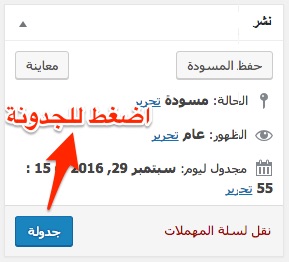 نشر
حفظ المسودة معاينة
الحالة: مسودة تحرير
اضغط للجدونة
الظهور: عام تحرير
مجدول ليوم: سبتمبر 29, 2016 @ 15 :
55 تحرير
نقل لسلة المهملات جدولة